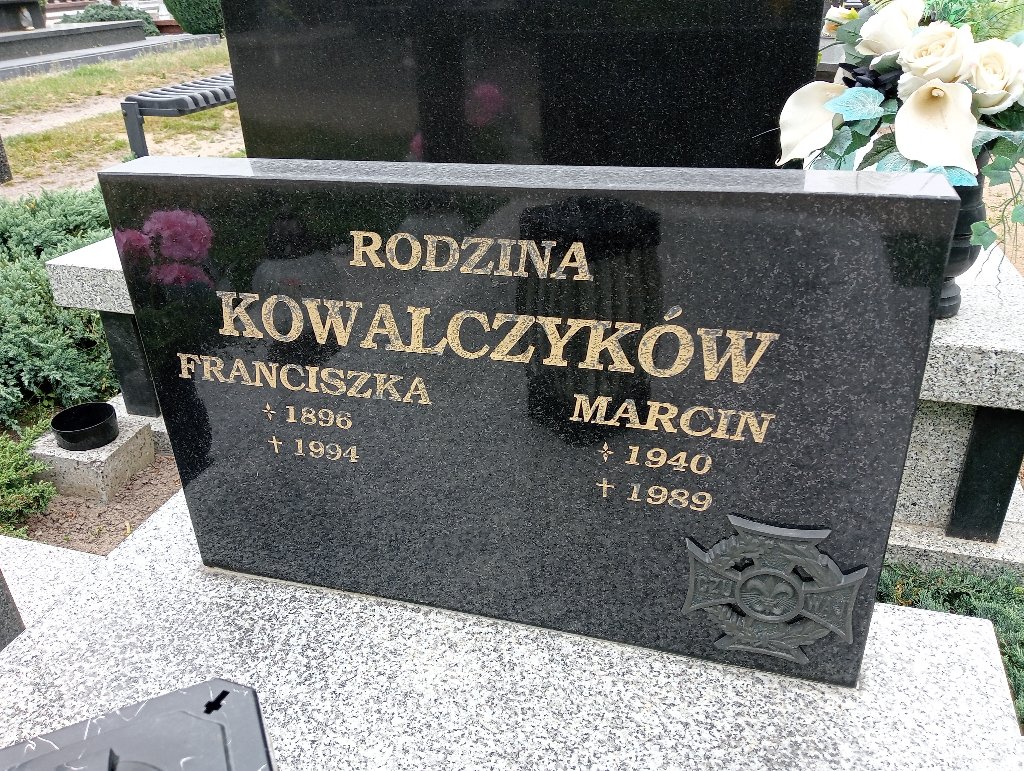 RODZINA
KOWALCZYKÓW
FRANCISZKA
1896
† 1994
MARCIN
1940
† 1989